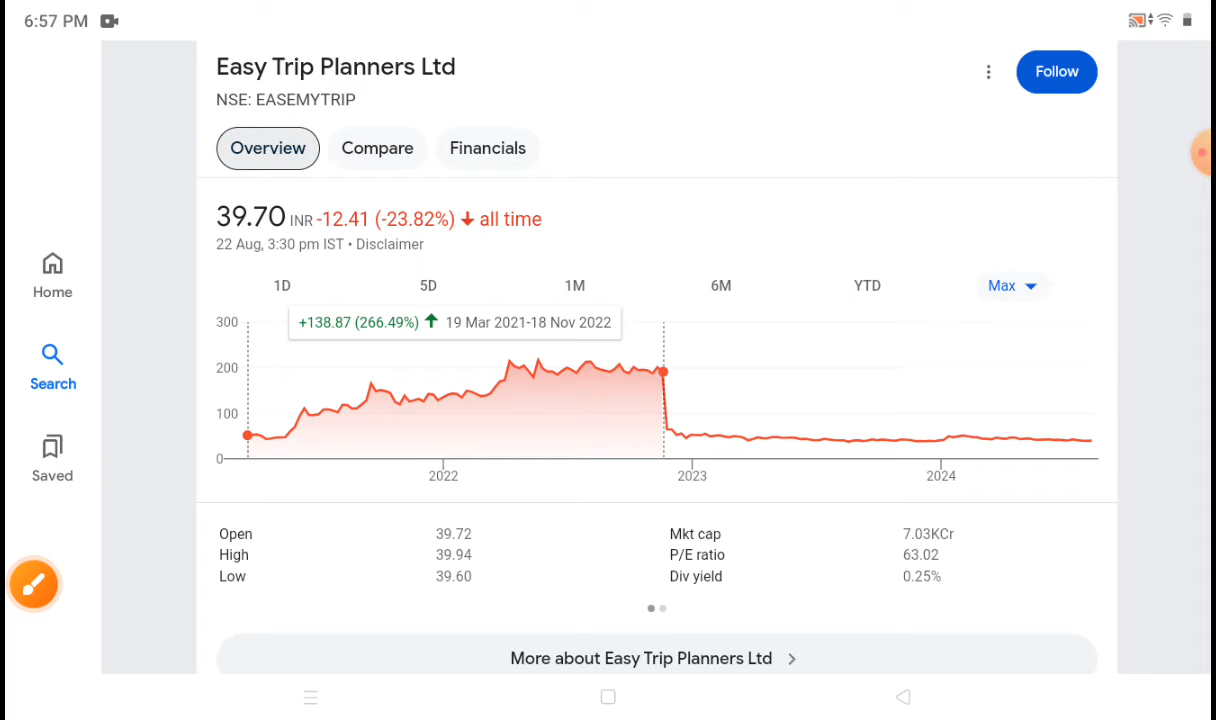 6:57 PM
Easy Trip Planners Ltd
Follow
NSE: EASEMYTRIP
Overview Compare Financials
39.70 INR -12.41 (-23.82%) ↓ all time
22 Aug, 3:30 pm IST • Disclaimer
1D 5D 1M 6M YTD Max
+138.87 (266.49%) ↑ 19 Mar 2021-18 Nov 2022
300
200
100
0
2022 2023 2024
Home
Search
Saved
Open 39.72 Mkt cap 7.03KCr
High 39.94 P/E ratio 63.02
Low 39.60 Div yield 0.25%
More about Easy Trip Planners Ltd